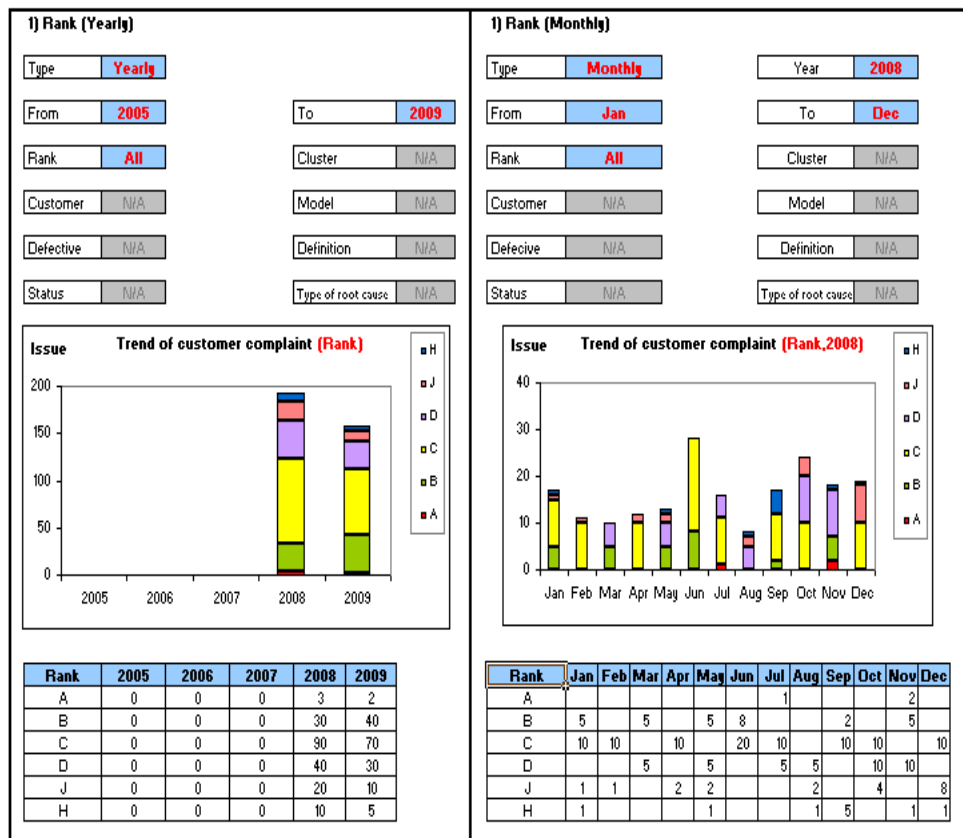 1) Rank (Yearly)
Type Yearly
From 2005 To 2009
Rank All Cluster N/A
Customer N/A Model N/A
Defective N/A Definition N/A
Status N/A Type of root cause N/A
Issue Trend of customer complaint (Rank)
200
150
100
50
0
2005 2006 2007 2008 2009
H
J
D
C
B
A
Rank 2005 2006 2007 2008 2009
A 0 0 0 3 2
B 0 0 0 30 40
C 0 0 0 90 70
D 0 0 0 40 30
J 0 0 0 20 10
H 0 0 0 10 5
1) Rank (Monthly)
Type Monthly Year 2008
From Jan To Dec
Rank All Cluster N/A
Customer N/A Model N/A
Defecive N/A Definition N/A
Status N/A Type of root cause N/A
Issue Trend of customer complaint (Rank,2008)
40
30
20
10
0
Jan Feb Mar Apr May Jun Jul Aug Sep Oct Nov Dec
H
J
D
C
B
A
Rank Jan Feb Mar Apr May Jun Jul Aug Sep Oct Nov Dec
A 1 2
B 5 5 5 8 2 5
C 10 10 10 20 10 10 10 10
D 5 5 5 5 10 10
J 1 1 2 2 2 4 8
H 1 1 1 5 1 1